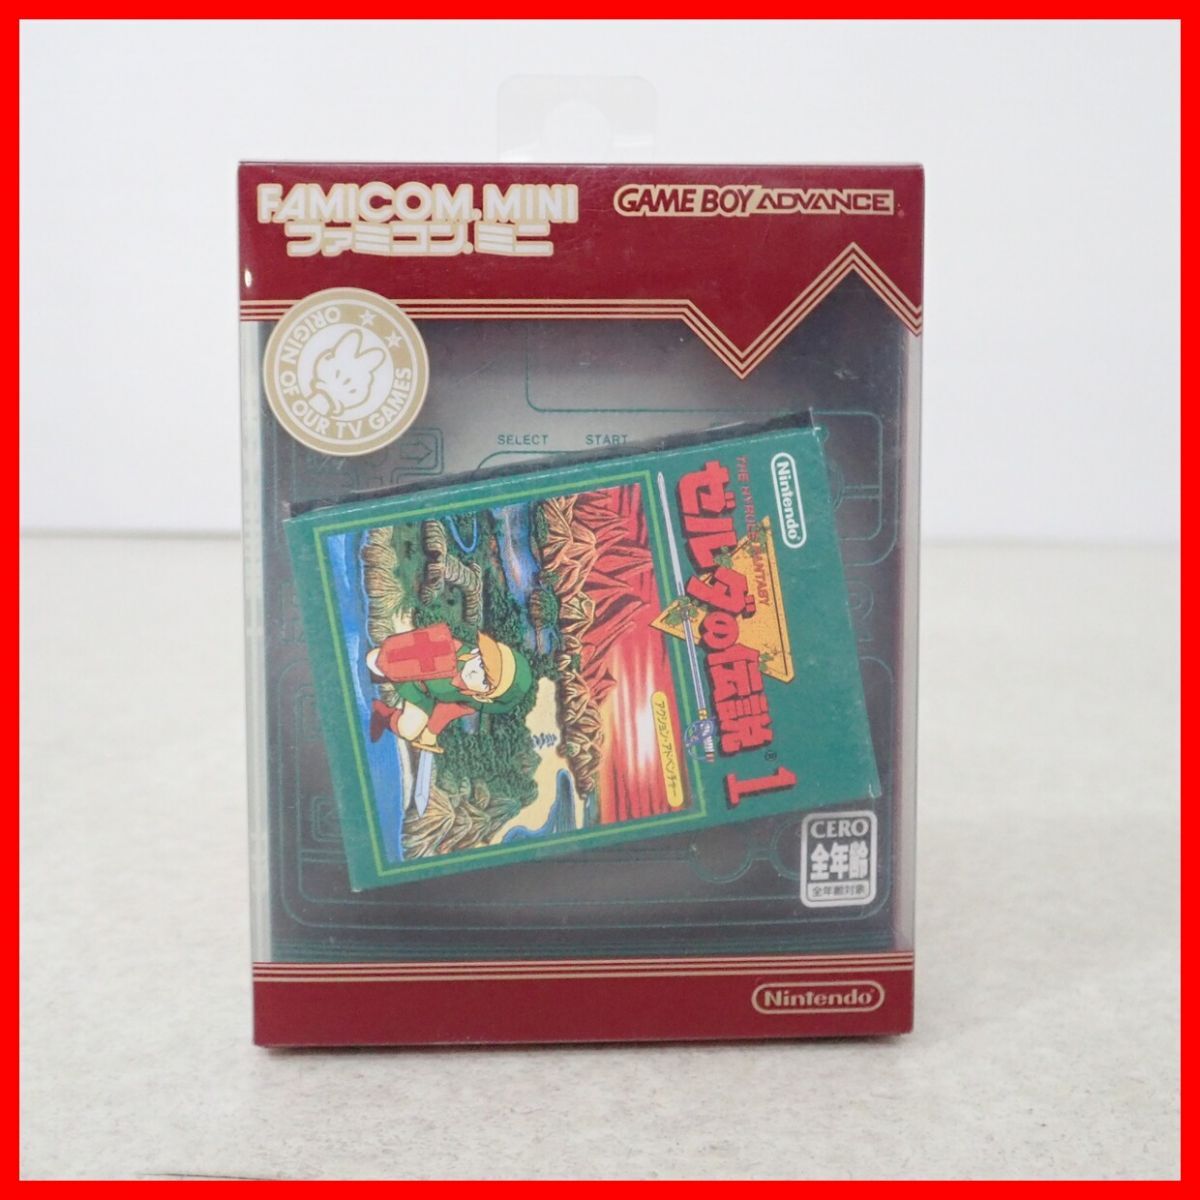 FAMICOM MINI
ファミコンミニ
GAME BOY ADVANCE
ORIGIN OF OUR TV GAMES
SELECT
START
Nintendo
THE HYRULE FANTASY
ゼルダの伝説 1
アクション・アドベンチャー
CERO
全年齢
全年齢対象
Nintendo